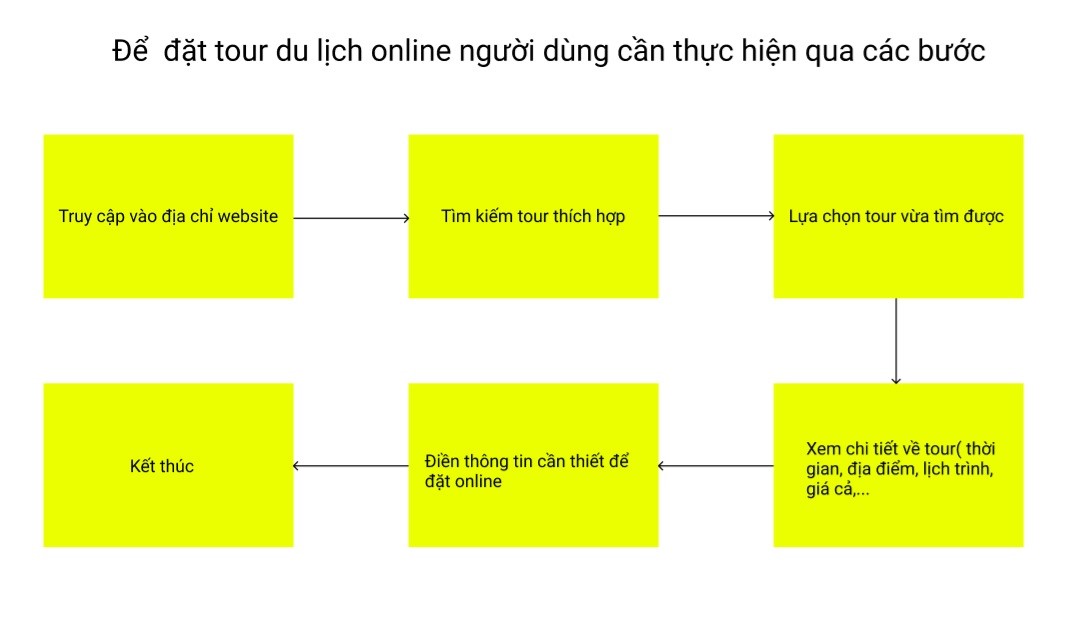 Để  đặt tour du lịch online người dùng cần thực hiện qua các bước
Truy cập vào địa chỉ website
Tìm kiếm tour thích hợp
Lựa chọn tour vừa tìm được
Xem chi tiết về tour( thời
gian, địa điểm, lịch trình,
giá cả,...
Điền thông tin cần thiết để
đặt online
Kết thúc